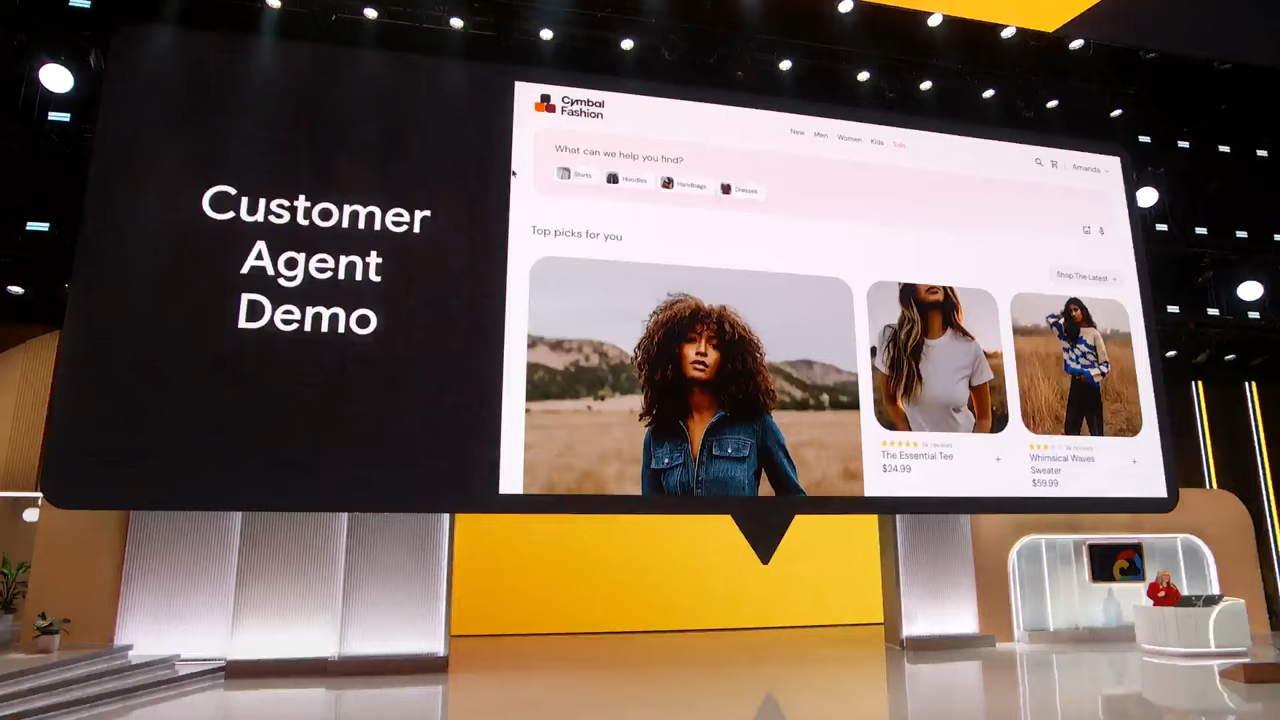 Customer
Agent
Demo
Cymbal
Fashion
New Men Women Kids Sale
Amanda
What can we help you find?
Shirts Hoodies Handbags Dresses
Top picks for you
Shop The Latest →
The Essential Tee +
$24.99
Whimsical Waves +
Sweater
$59.99